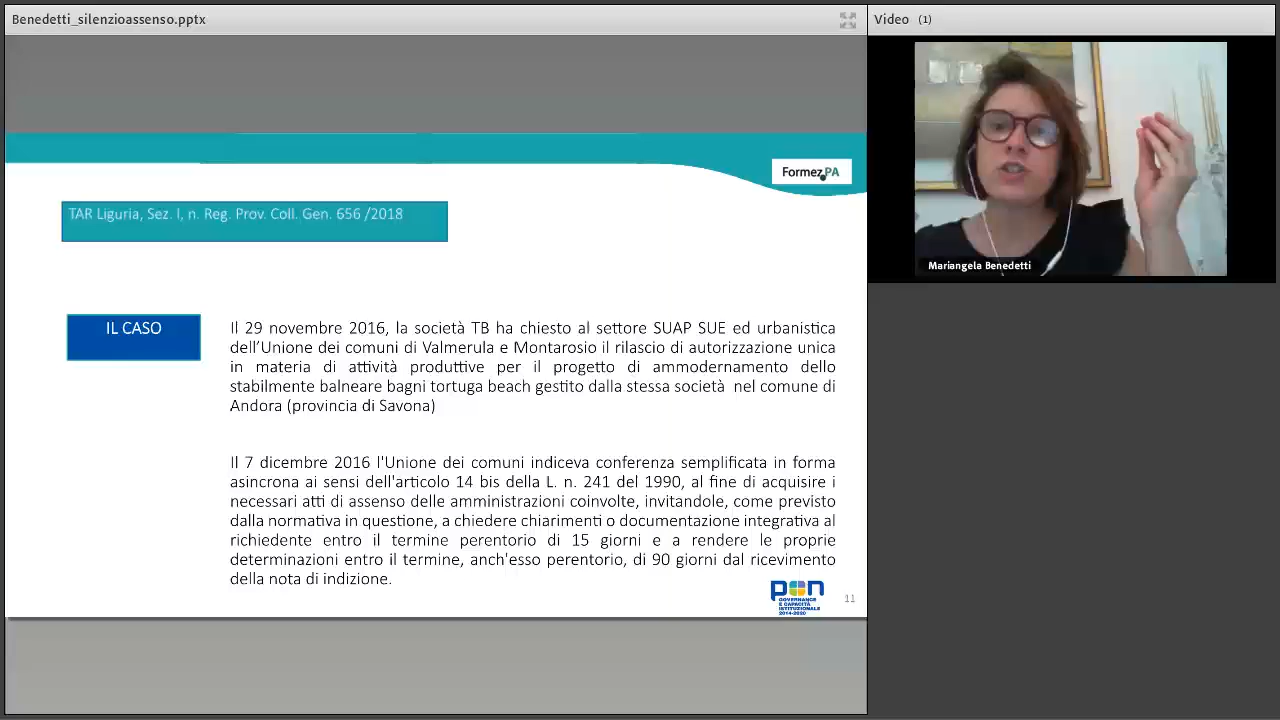 Benedetti_silenzioassenso.pptx
Video (1)
FormezPA
TAR Liguria, Sez. I, n. Reg. Prov. Coll. Gen. 656 /2018
Mariangela Benedetti
IL CASO
Il 29 novembre 2016, la società TB ha chiesto al settore SUAP SUE ed urbanistica
dell’Unione dei comuni di Valmerula e Montarosio il rilascio di autorizzazione unica
in materia di attività produttive per il progetto di ammodernamento dello
stabilmente balneare bagni tortuga beach gestito dalla stessa società nel comune di
Andora (provincia di Savona)
Il 7 dicembre 2016 l'Unione dei comuni indiceva conferenza semplificata in forma
asincrona ai sensi dell'articolo 14 bis della L. n. 241 del 1990, al fine di acquisire i
necessari atti di assenso delle amministrazioni coinvolte, invitandole, come previsto
dalla normativa in questione, a chiedere chiarimenti o documentazione integrativa al
richiedente entro il termine perentorio di 15 giorni e a rendere le proprie
determinazioni entro il termine, anch'esso perentorio, di 90 giorni dal ricevimento
della nota di indizione.
pon
GOVERNANCE
E CAPACITÀ
ISTITUZIONALE
2014-2020
11